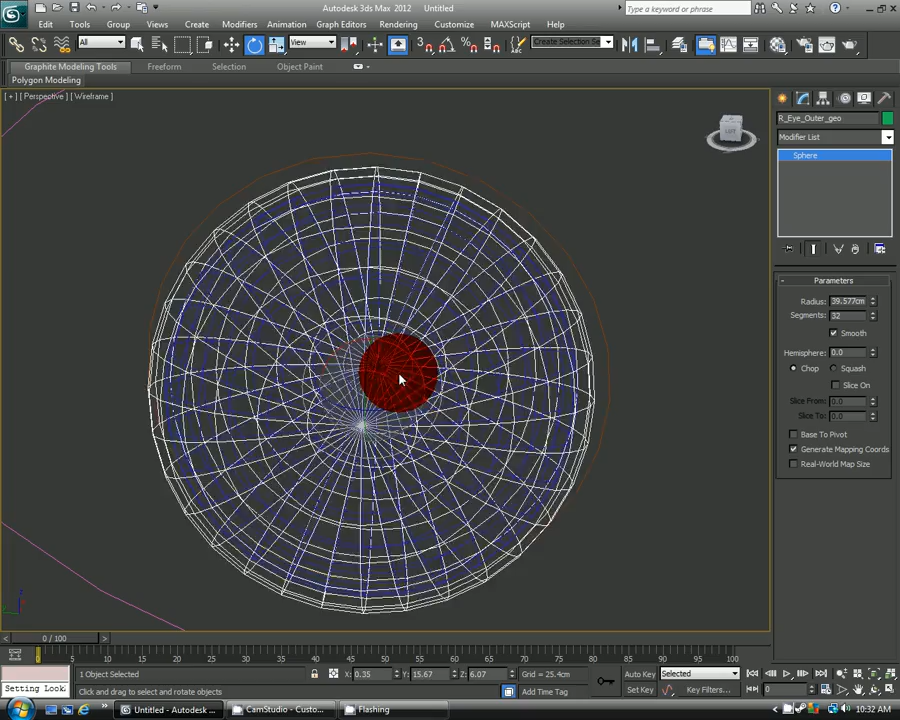 Autodesk 3ds Max 2012
Untitled
Type a keyword or phrase
Edit Tools Group Views Create Modifiers Animation Graph Editors Rendering Customize MAXScript Help
All
View
Create Selection Se
Graphite Modeling Tools Freeform Selection Object Paint
Polygon Modeling
[ + ] [ Perspective ] [ Wireframe ]
LEFT
R_Eye_Outer_geo
Modifier List
Sphere
- Parameters
Radius: 39.577cm
Segments: 32
Smooth
Hemisphere: 0.0
Chop Squash
Slice On
Slice From: 0.0
Slice To: 0.0
Base To Pivot
Generate Mapping Coords
Real-World Map Size
0 / 100
0 5 10 15 20 25 30 35 40 45 50 55 60 65 70 75 80 85 90 95 100
1 Object Selected
X: 0.35 Y: 15.67 Z: 6.07
Grid = 25.4cm
Auto Key Selected
Setting Look
Click and drag to select and rotate objects
Add Time Tag
Set Key Key Filters...
0
Untitled - Autodesk ...
CamStudio - Custo...
Flashing
10:32 AM